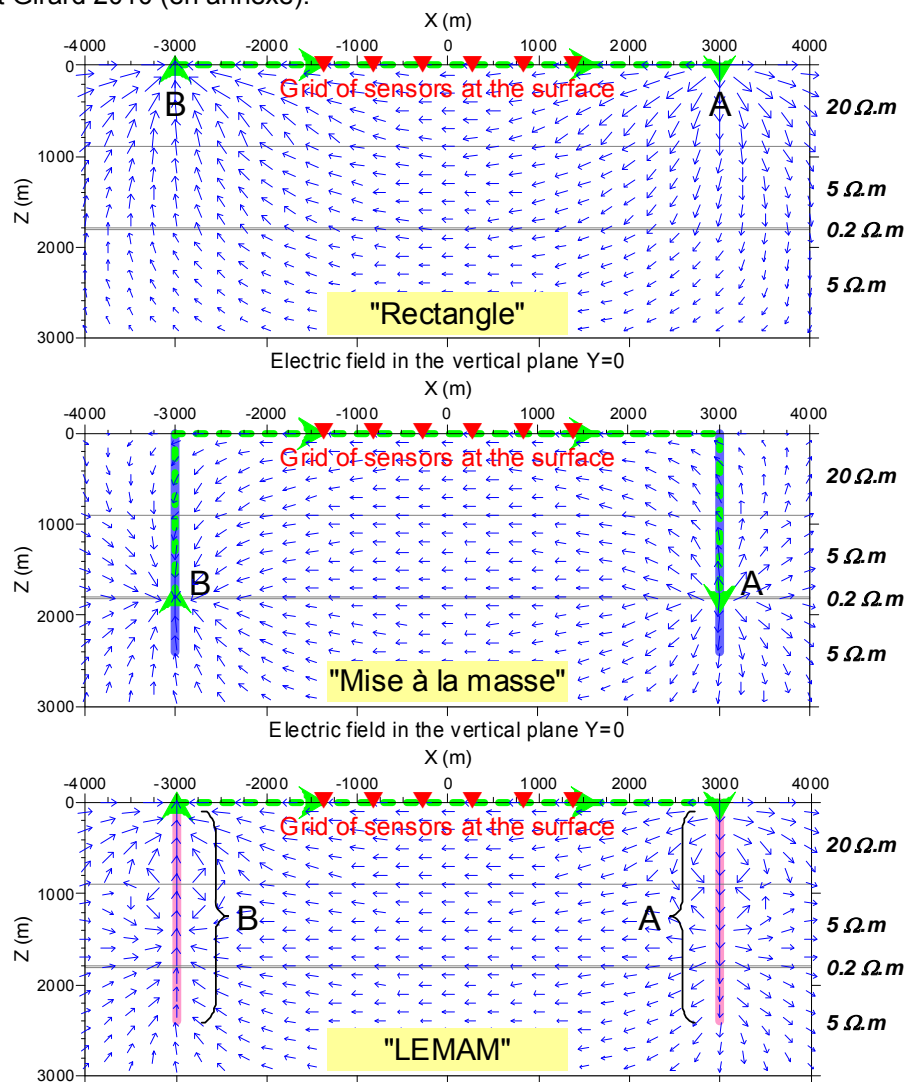 t Girard 2010 (en annexe).
X (m)
-4000 -3000 -2000 -1000 0 1000 2000 3000 4000
0
1000
2000
3000
Z (m)
Grid of sensors at the surface
B
A
20 Ω.m
5 Ω.m
0.2 Ω.m
5 Ω.m
"Rectangle"
Electric field in the vertical plane Y=0
X (m)
-4000 -3000 -2000 -1000 0 1000 2000 3000 4000
0
1000
2000
3000
Z (m)
Grid of sensors at the surface
B
A
20 Ω.m
5 Ω.m
0.2 Ω.m
5 Ω.m
"Mise à la masse"
Electric field in the vertical plane Y=0
X (m)
-4000 -3000 -2000 -1000 0 1000 2000 3000 4000
0
1000
2000
3000
Z (m)
Grid of sensors at the surface
B
A
20 Ω.m
5 Ω.m
0.2 Ω.m
5 Ω.m
"LEMAM"